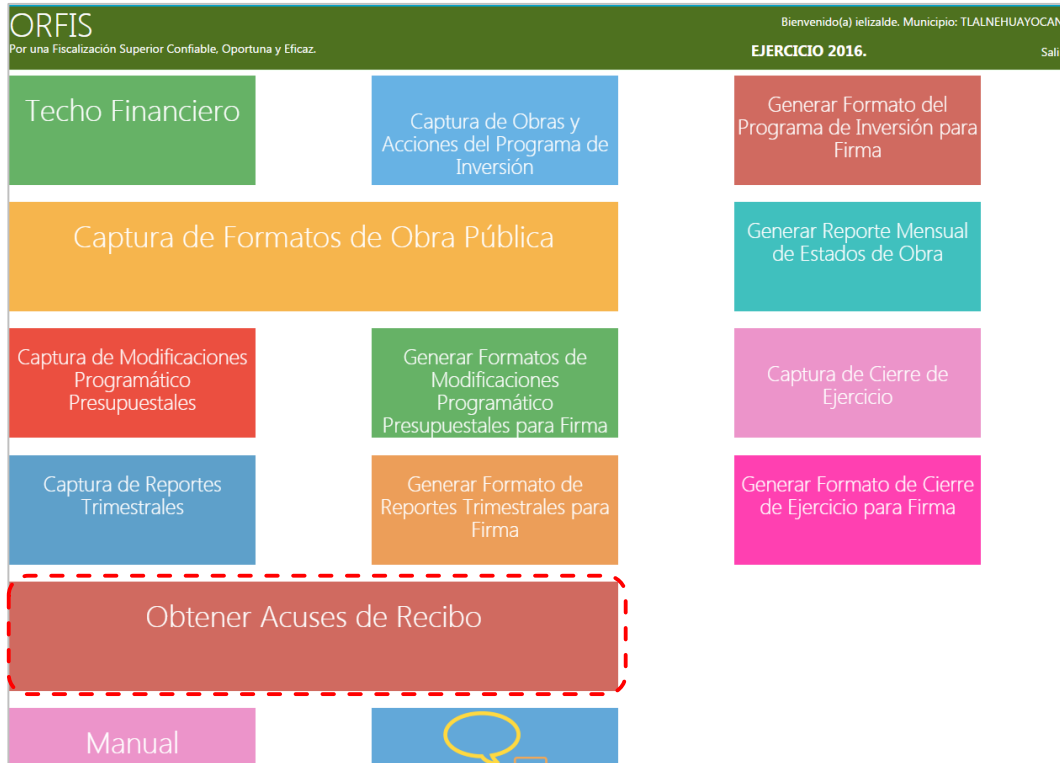 ORFIS
Por una Fiscalización Superior Confiable, Oportuna y Eficaz.
Bienvenido(a) ielizalde. Municipio: TLALNEHUAYOCAN
EJERCICIO 2016.
Sali
Techo Financiero
Captura de Obras y
Acciones del Programa de
Inversión
Generar Formato del
Programa de Inversión para
Firma
Captura de Formatos de Obra Pública
Generar Reporte Mensual
de Estados de Obra
Captura de Modificaciones
Programático
Presupuestales
Generar Formatos de
Modificaciones
Programático
Presupuestales para Firma
Captura de Cierre de
Ejercicio
Captura de Reportes
Trimestrales
Generar Formato de
Reportes Trimestrales para
Firma
Generar Formato de Cierre
de Ejercicio para Firma
Obtener Acuses de Recibo
Manual